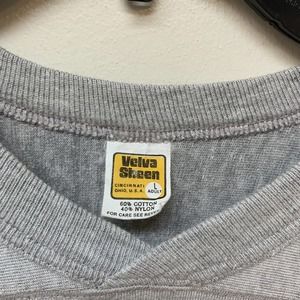 Velva
Sheen
CINCINNATI
OHIO, U.S.A.
L
ADULT
60% COTTON
40% NYLON
FOR CARE SEE